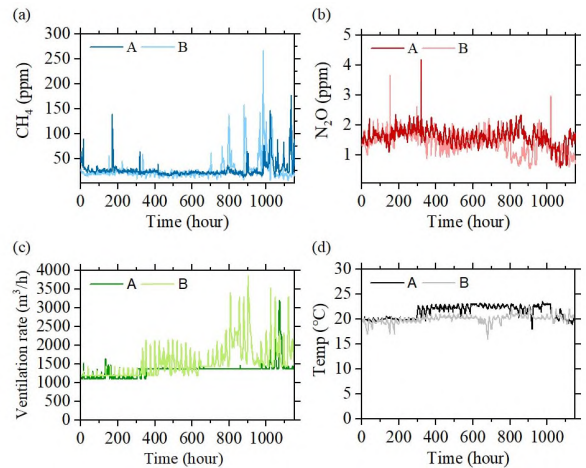 (a)
A B
CH₄ (ppm)
300
250
200
150
100
50
0 200 400 600 800 1000
Time (hour)
(b)
A B
N₂O (ppm)
5
4
3
2
1
0 200 400 600 800 1000
Time (hour)
(c)
A B
Ventilation rate (m³/h)
4000
3500
3000
2500
2000
1500
1000
500
0
0 200 400 600 800 1000
Time (hour)
(d)
A B
Temp (°C)
30
25
20
15
10
5
0
0 200 400 600 800 1000
Time (hour)